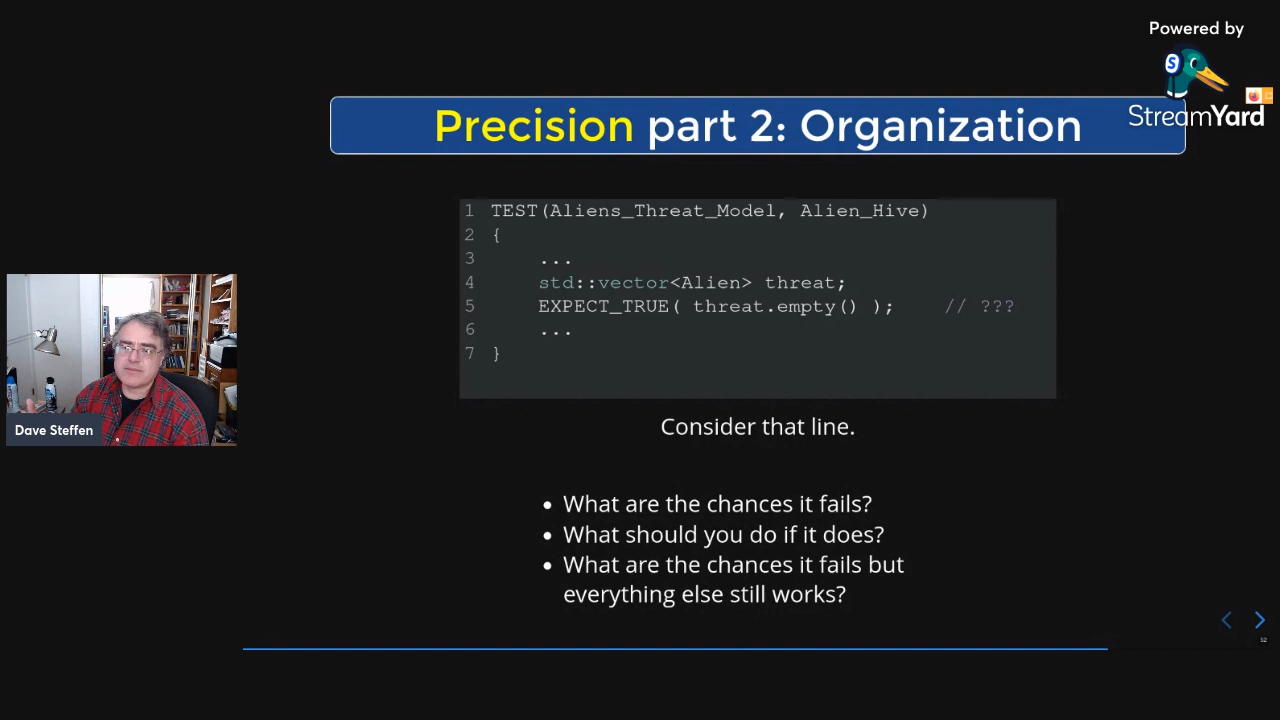 Powered by
StreamYard
Precision part 2: Organization
1 TEST(Aliens_Threat_Model, Alien_Hive)
2 {
3 ...
4 std::vector<Alien> threat;
5 EXPECT_TRUE( threat.empty() ); // ???
6 ...
7 }
Dave Steffen
Consider that line.
• What are the chances it fails?
• What should you do if it does?
• What are the chances it fails but
everything else still works?
52